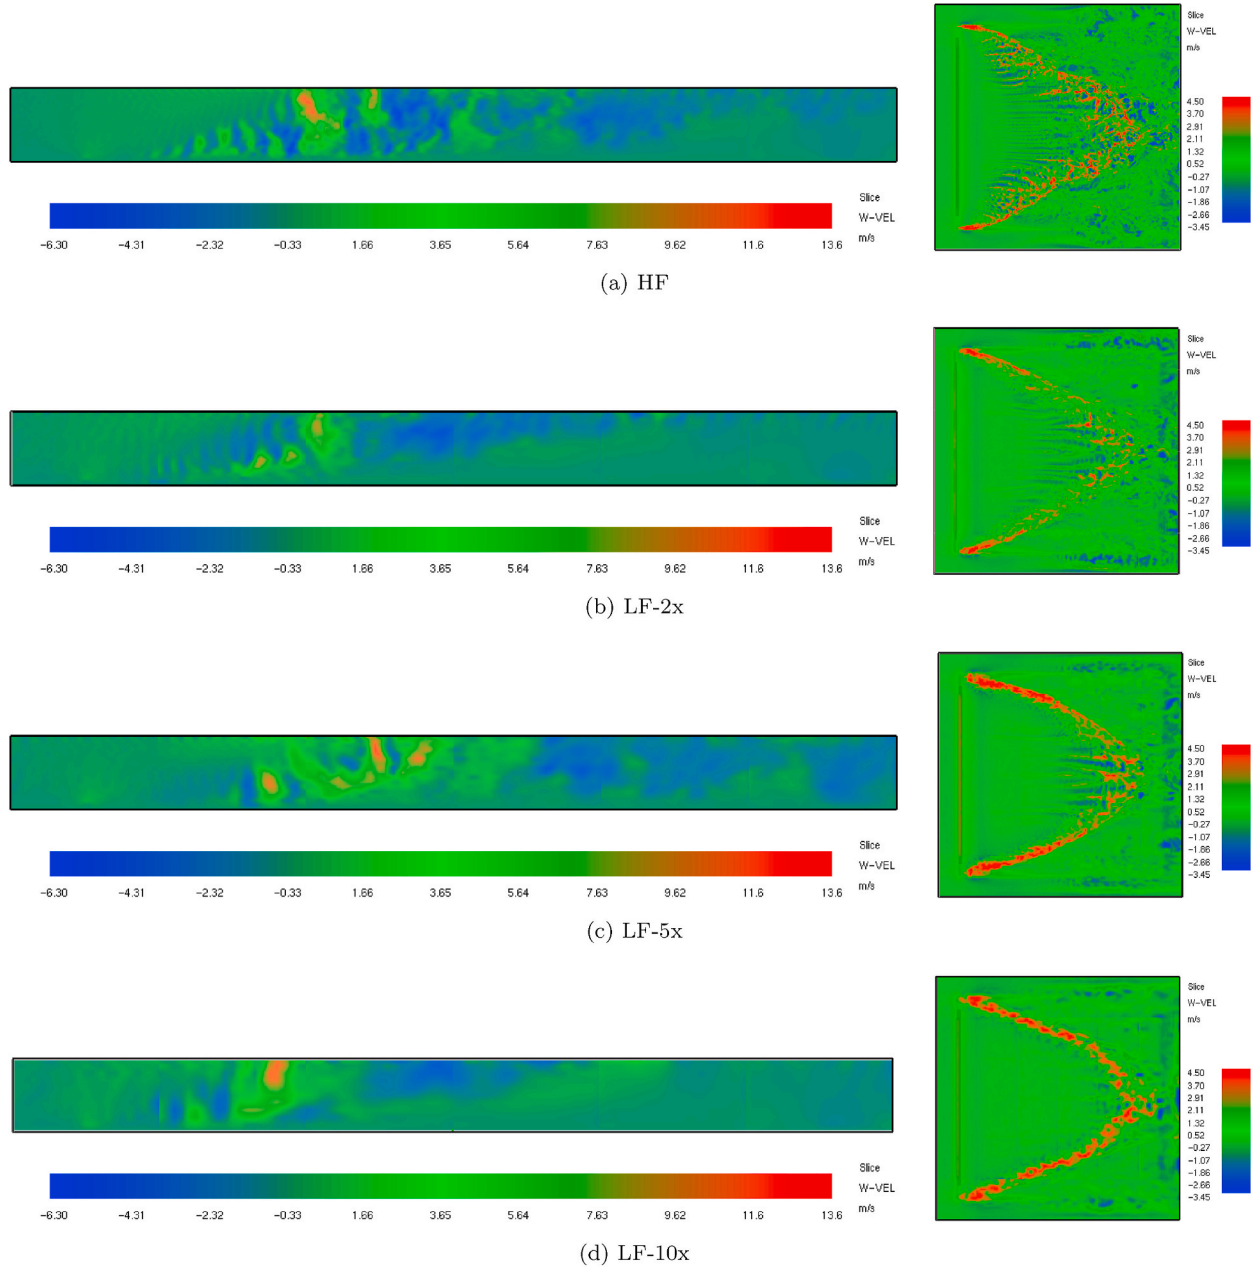 Slice
W-VEL
m/s
4.50
3.70
2.91
2.11
1.32
0.52
−0.27
−1.07
−1.86
−2.66
−3.45
Slice
W-VEL
m/s
−6.30 −4.31 −2.32 −0.33 1.66 3.65 5.64 7.63 9.62 11.6 13.6
(a) HF
Slice
W-VEL
m/s
4.50
3.70
2.91
2.11
1.32
0.52
−0.27
−1.07
−1.86
−2.66
−3.45
Slice
W-VEL
m/s
−6.30 −4.31 −2.32 −0.33 1.66 3.65 5.64 7.63 9.62 11.6 13.6
(b) LF-2x
Slice
W-VEL
m/s
4.50
3.70
2.91
2.11
1.32
0.52
−0.27
−1.07
−1.86
−2.66
−3.45
Slice
W-VEL
m/s
−6.30 −4.31 −2.32 −0.33 1.66 3.65 5.64 7.63 9.62 11.6 13.6
(c) LF-5x
Slice
W-VEL
m/s
4.50
3.70
2.91
2.11
1.32
0.52
−0.27
−1.07
−1.86
−2.66
−3.45
Slice
W-VEL
m/s
−6.30 −4.31 −2.32 −0.33 1.66 3.65 5.64 7.63 9.62 11.6 13.6
(d) LF-10x